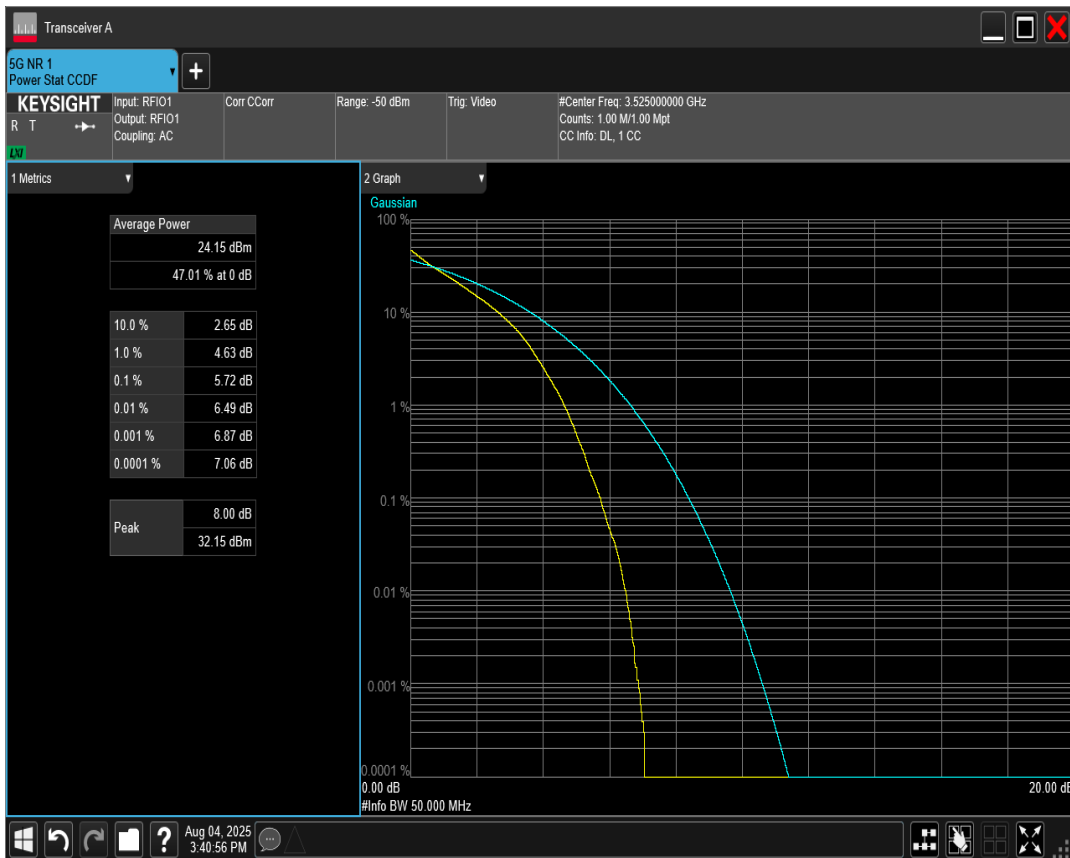 Transceiver A
5G NR 1
Power Stat CCDF
KEYSIGHT
R T
LXI
Input: RFIO1
Output: RFIO1
Coupling: AC
Corr CCorr
Range: -50 dBm
Trig: Video
#Center Freq: 3.525000000 GHz
Counts: 1.00 M/1.00 Mpt
CC Info: DL, 1 CC
1 Metrics
Average Power
24.15 dBm
47.01 % at 0 dB
10.0 % 2.65 dB
1.0 % 4.63 dB
0.1 % 5.72 dB
0.01 % 6.49 dB
0.001 % 6.87 dB
0.0001 % 7.06 dB
Peak
8.00 dB
32.15 dBm
2 Graph
Gaussian
100 %
10 %
1 %
0.1 %
0.01 %
0.001 %
0.0001 %
0.00 dB
20.00 dB
#Info BW 50.000 MHz
?
Aug 04, 2025
3:40:56 PM